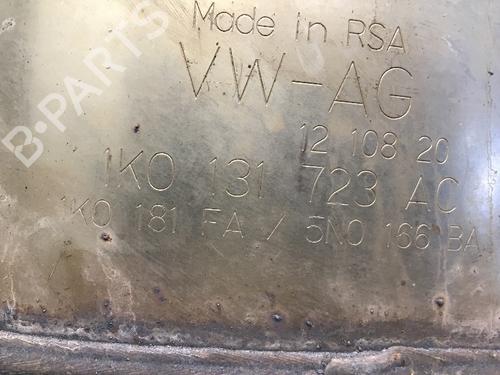 Made in RSA
VW-AG
12 108 20
1K0 131 723 AC
1K0 181 FA / 5N0 166 BA
B-PARTS